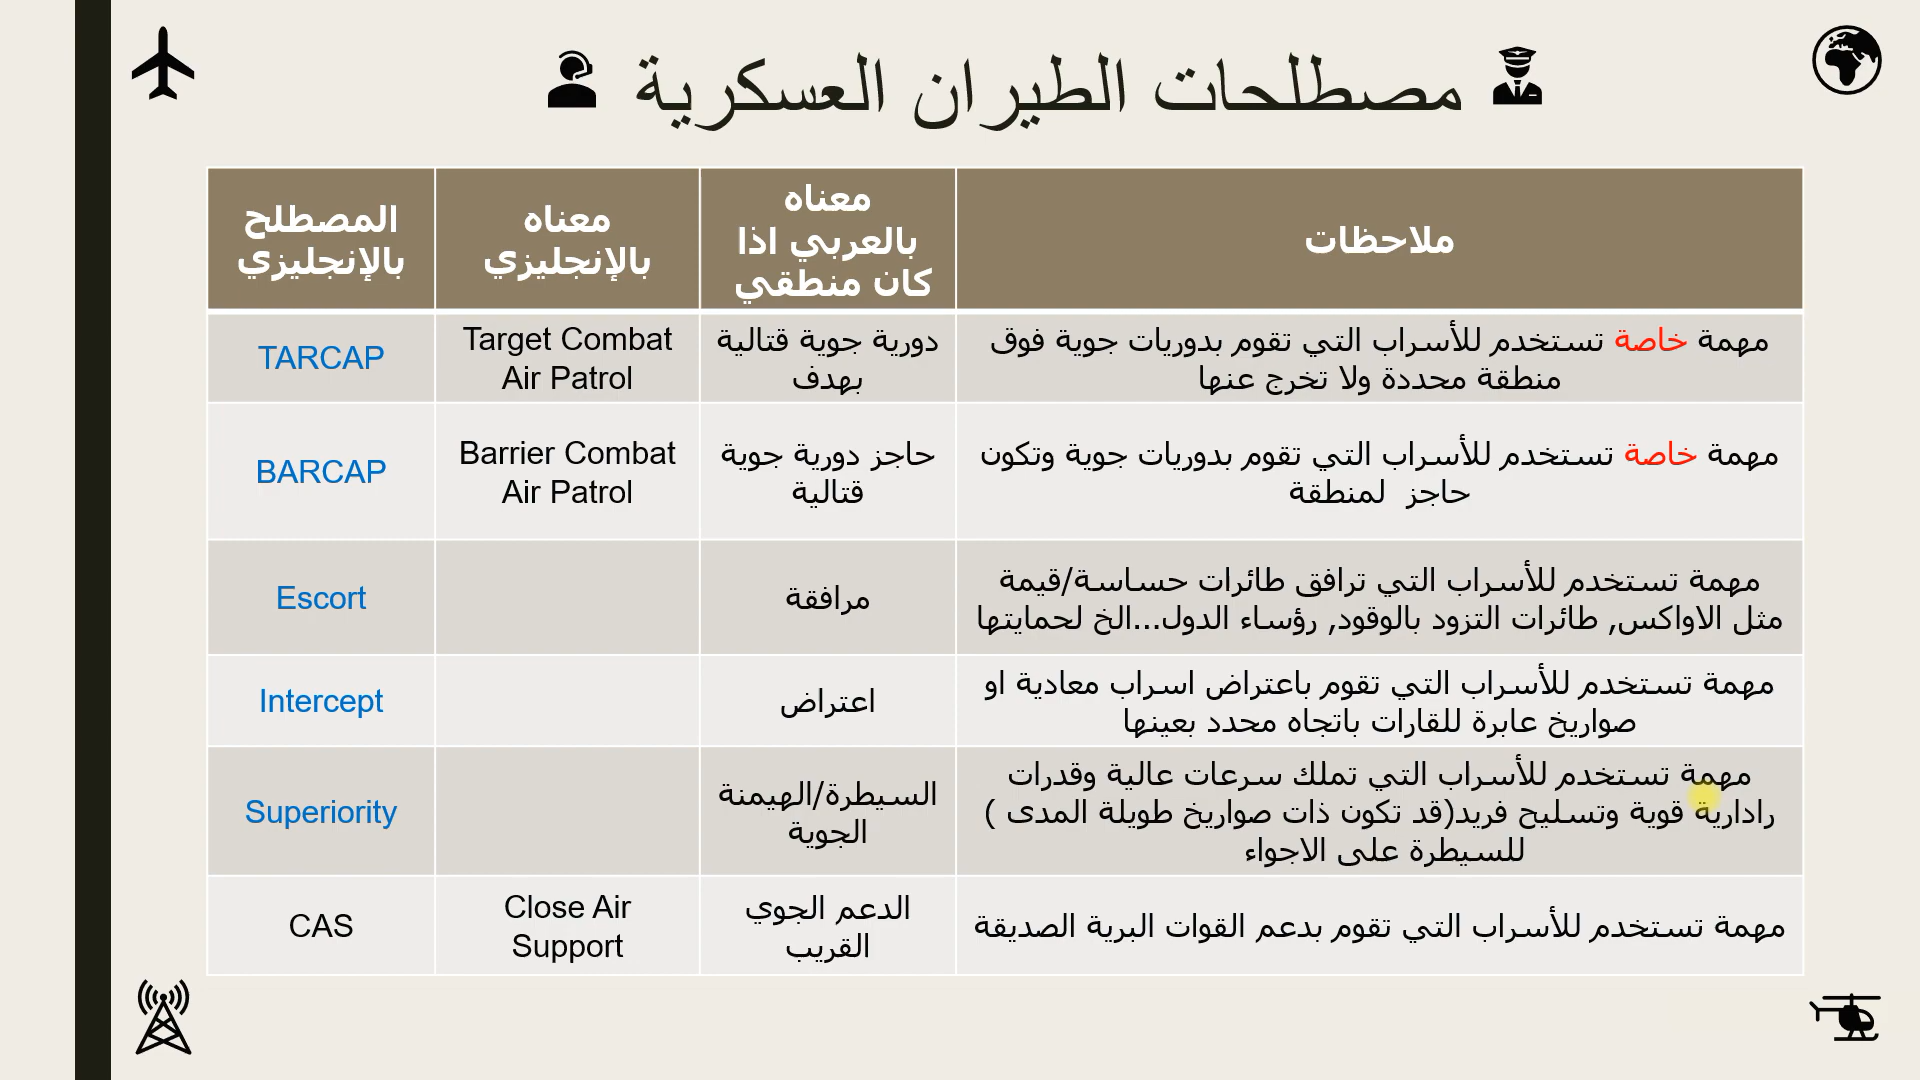 مصطلحات الطيران العسكرية
المصطلح
بالإنجليزي
معناه
بالإنجليزي
معناه
بالعربي اذا
كان منطقي
ملاحظات
TARCAP
Target Combat
Air Patrol
دورية جوية قتالية
بهدف
مهمة خاصة تستخدم للأسراب التي تقوم بدوريات جوية فوق
منطقة محددة ولا تخرج عنها
BARCAP
Barrier Combat
Air Patrol
حاجز دورية جوية
قتالية
مهمة خاصة تستخدم للأسراب التي تقوم بدوريات جوية وتكون
حاجز لمنطقة
Escort
مرافقة
مهمة تستخدم للأسراب التي ترافق طائرات حساسة/قيمة
مثل الاواكس, طائرات التزود بالوقود, رؤساء الدول...الخ لحمايتها
Intercept
اعتراض
مهمة تستخدم للأسراب التي تقوم باعتراض اسراب معادية او
صواريخ عابرة للقارات باتجاه محدد بعينها
Superiority
السيطرة/الهيمنة
الجوية
مهمة تستخدم للأسراب التي تملك سرعات عالية وقدرات
رادارية قوية وتسليح فريد(قد تكون ذات صواريخ طويلة المدى )
للسيطرة على الاجواء
CAS
Close Air
Support
الدعم الجوي
القريب
مهمة تستخدم للأسراب التي تقوم بدعم القوات البرية الصديقة